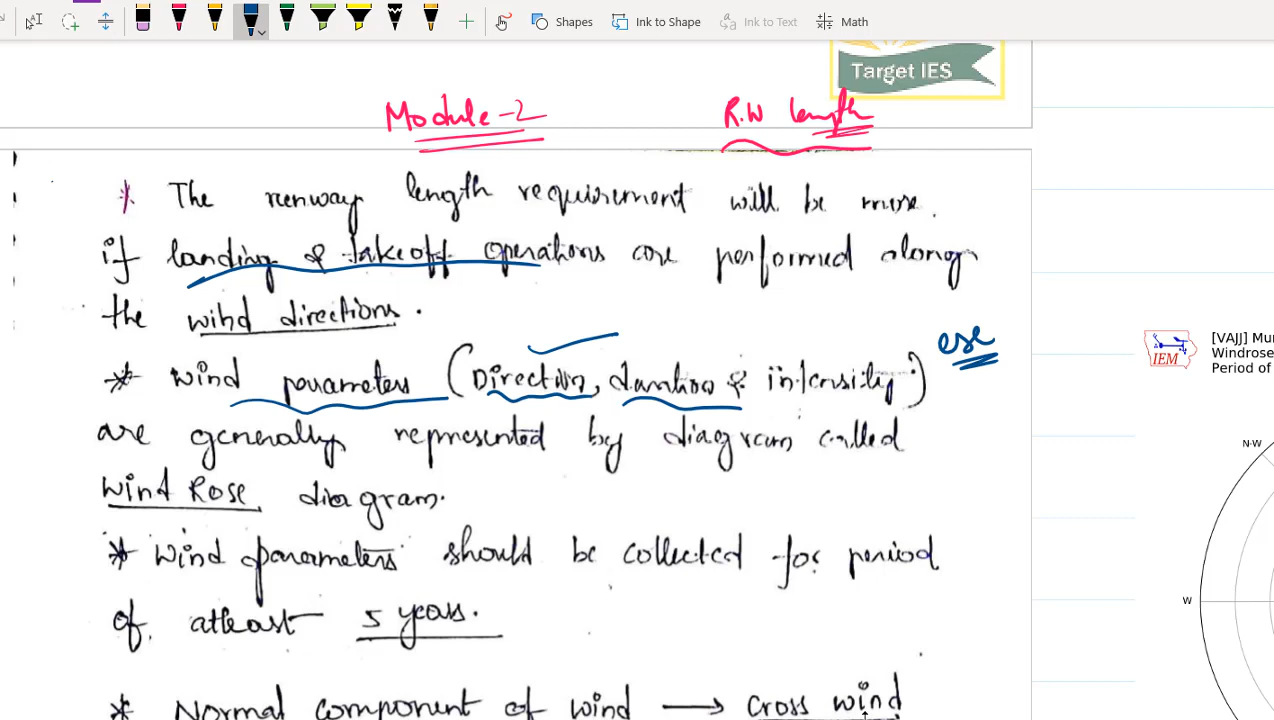 Shapes
Ink to Shape
Ink to Text
Math
Target IES
Module-2
R.W length
* The runway length requirement will be more.
if landing & takeoff operations are performed along
the wind directions.
* Wind parameters (Direction, duration & intensity)
ese
are generally represented by diagram called
Wind Rose diagram.
* Wind parameters should be collected for period
of atleast 5 years.
* Normal component of wind → cross wind
IEM
[VAJJ] Mu
Windrose
Period of
N-W
W